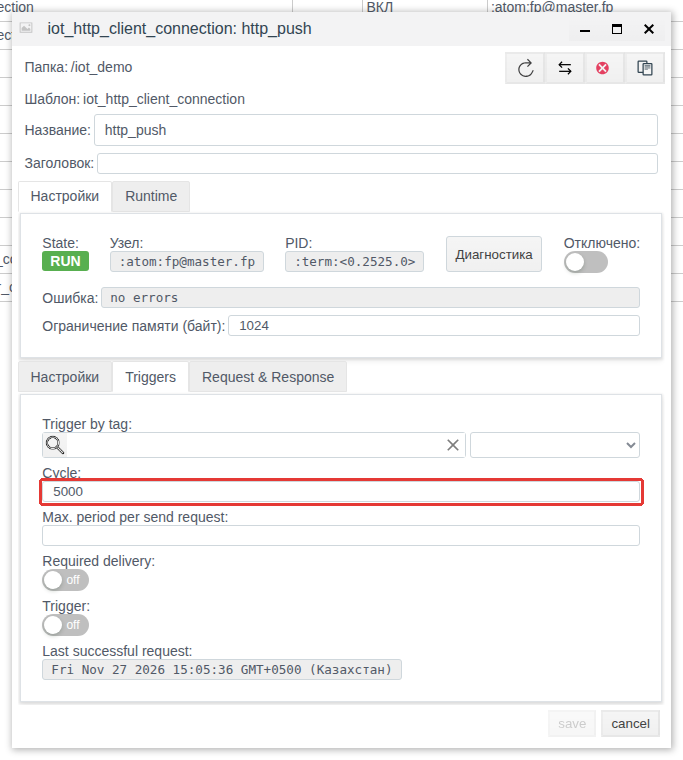 ection ВКЛ :atom:fp@master.fp
iot_http_client_connection: http_push
Папка: /iot_demo
Шаблон: iot_http_client_connection
Название: http_push
Заголовок:
Настройки Runtime
State: Узел: PID: Отключено:
RUN :atom:fp@master.fp :term:<0.2525.0> Диагностика
Ошибка: no errors
Ограничение памяти (байт): 1024
Настройки Triggers Request & Response
Trigger by tag:
Cycle:
5000
Max. period per send request:
Required delivery:
off
Trigger:
off
Last successful request:
Fri Nov 27 2026 15:05:36 GMT+0500 (Казахстан)
save cancel